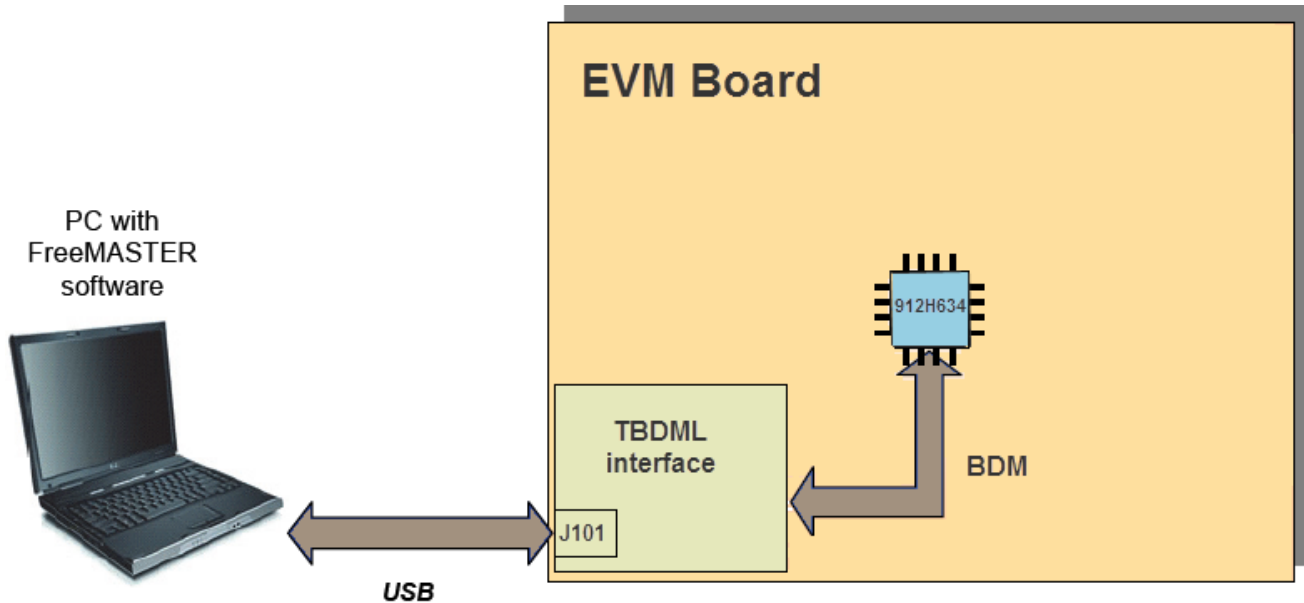 EVM Board
PC with
FreeMASTER
software
912H634
TBDML
interface
BDM
J101
USB